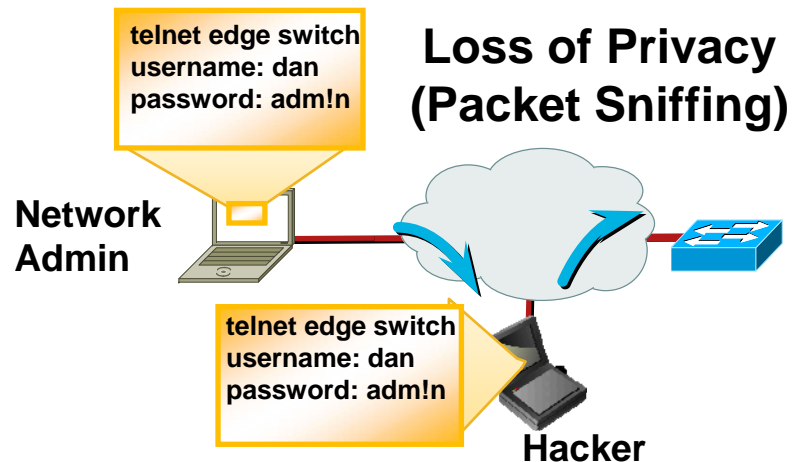 telnet edge switch
username: dan
password: adm!n
Loss of Privacy
(Packet Sniffing)
Network
Admin
telnet edge switch
username: dan
password: adm!n
Hacker